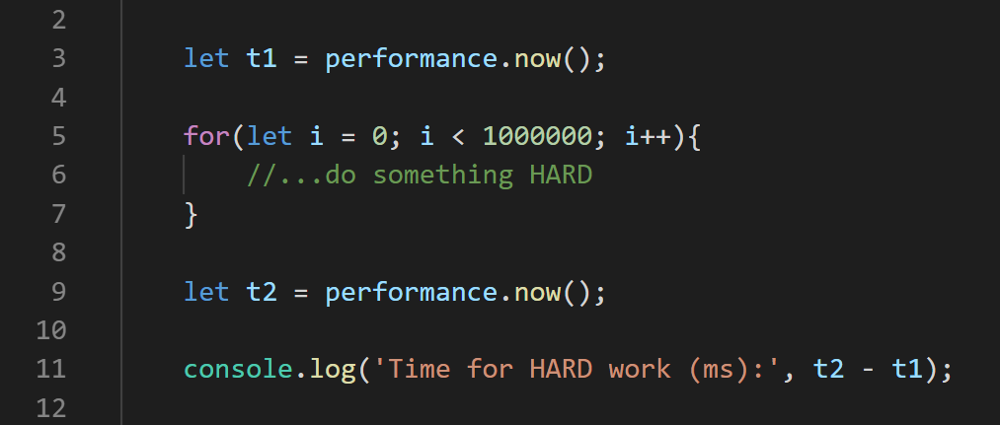 2
3 let t1 = performance.now();
4
5 for(let i = 0; i < 1000000; i++){
6 //...do something HARD
7 }
8
9 let t2 = performance.now();
10
11 console.log('Time for HARD work (ms):', t2 - t1);
12